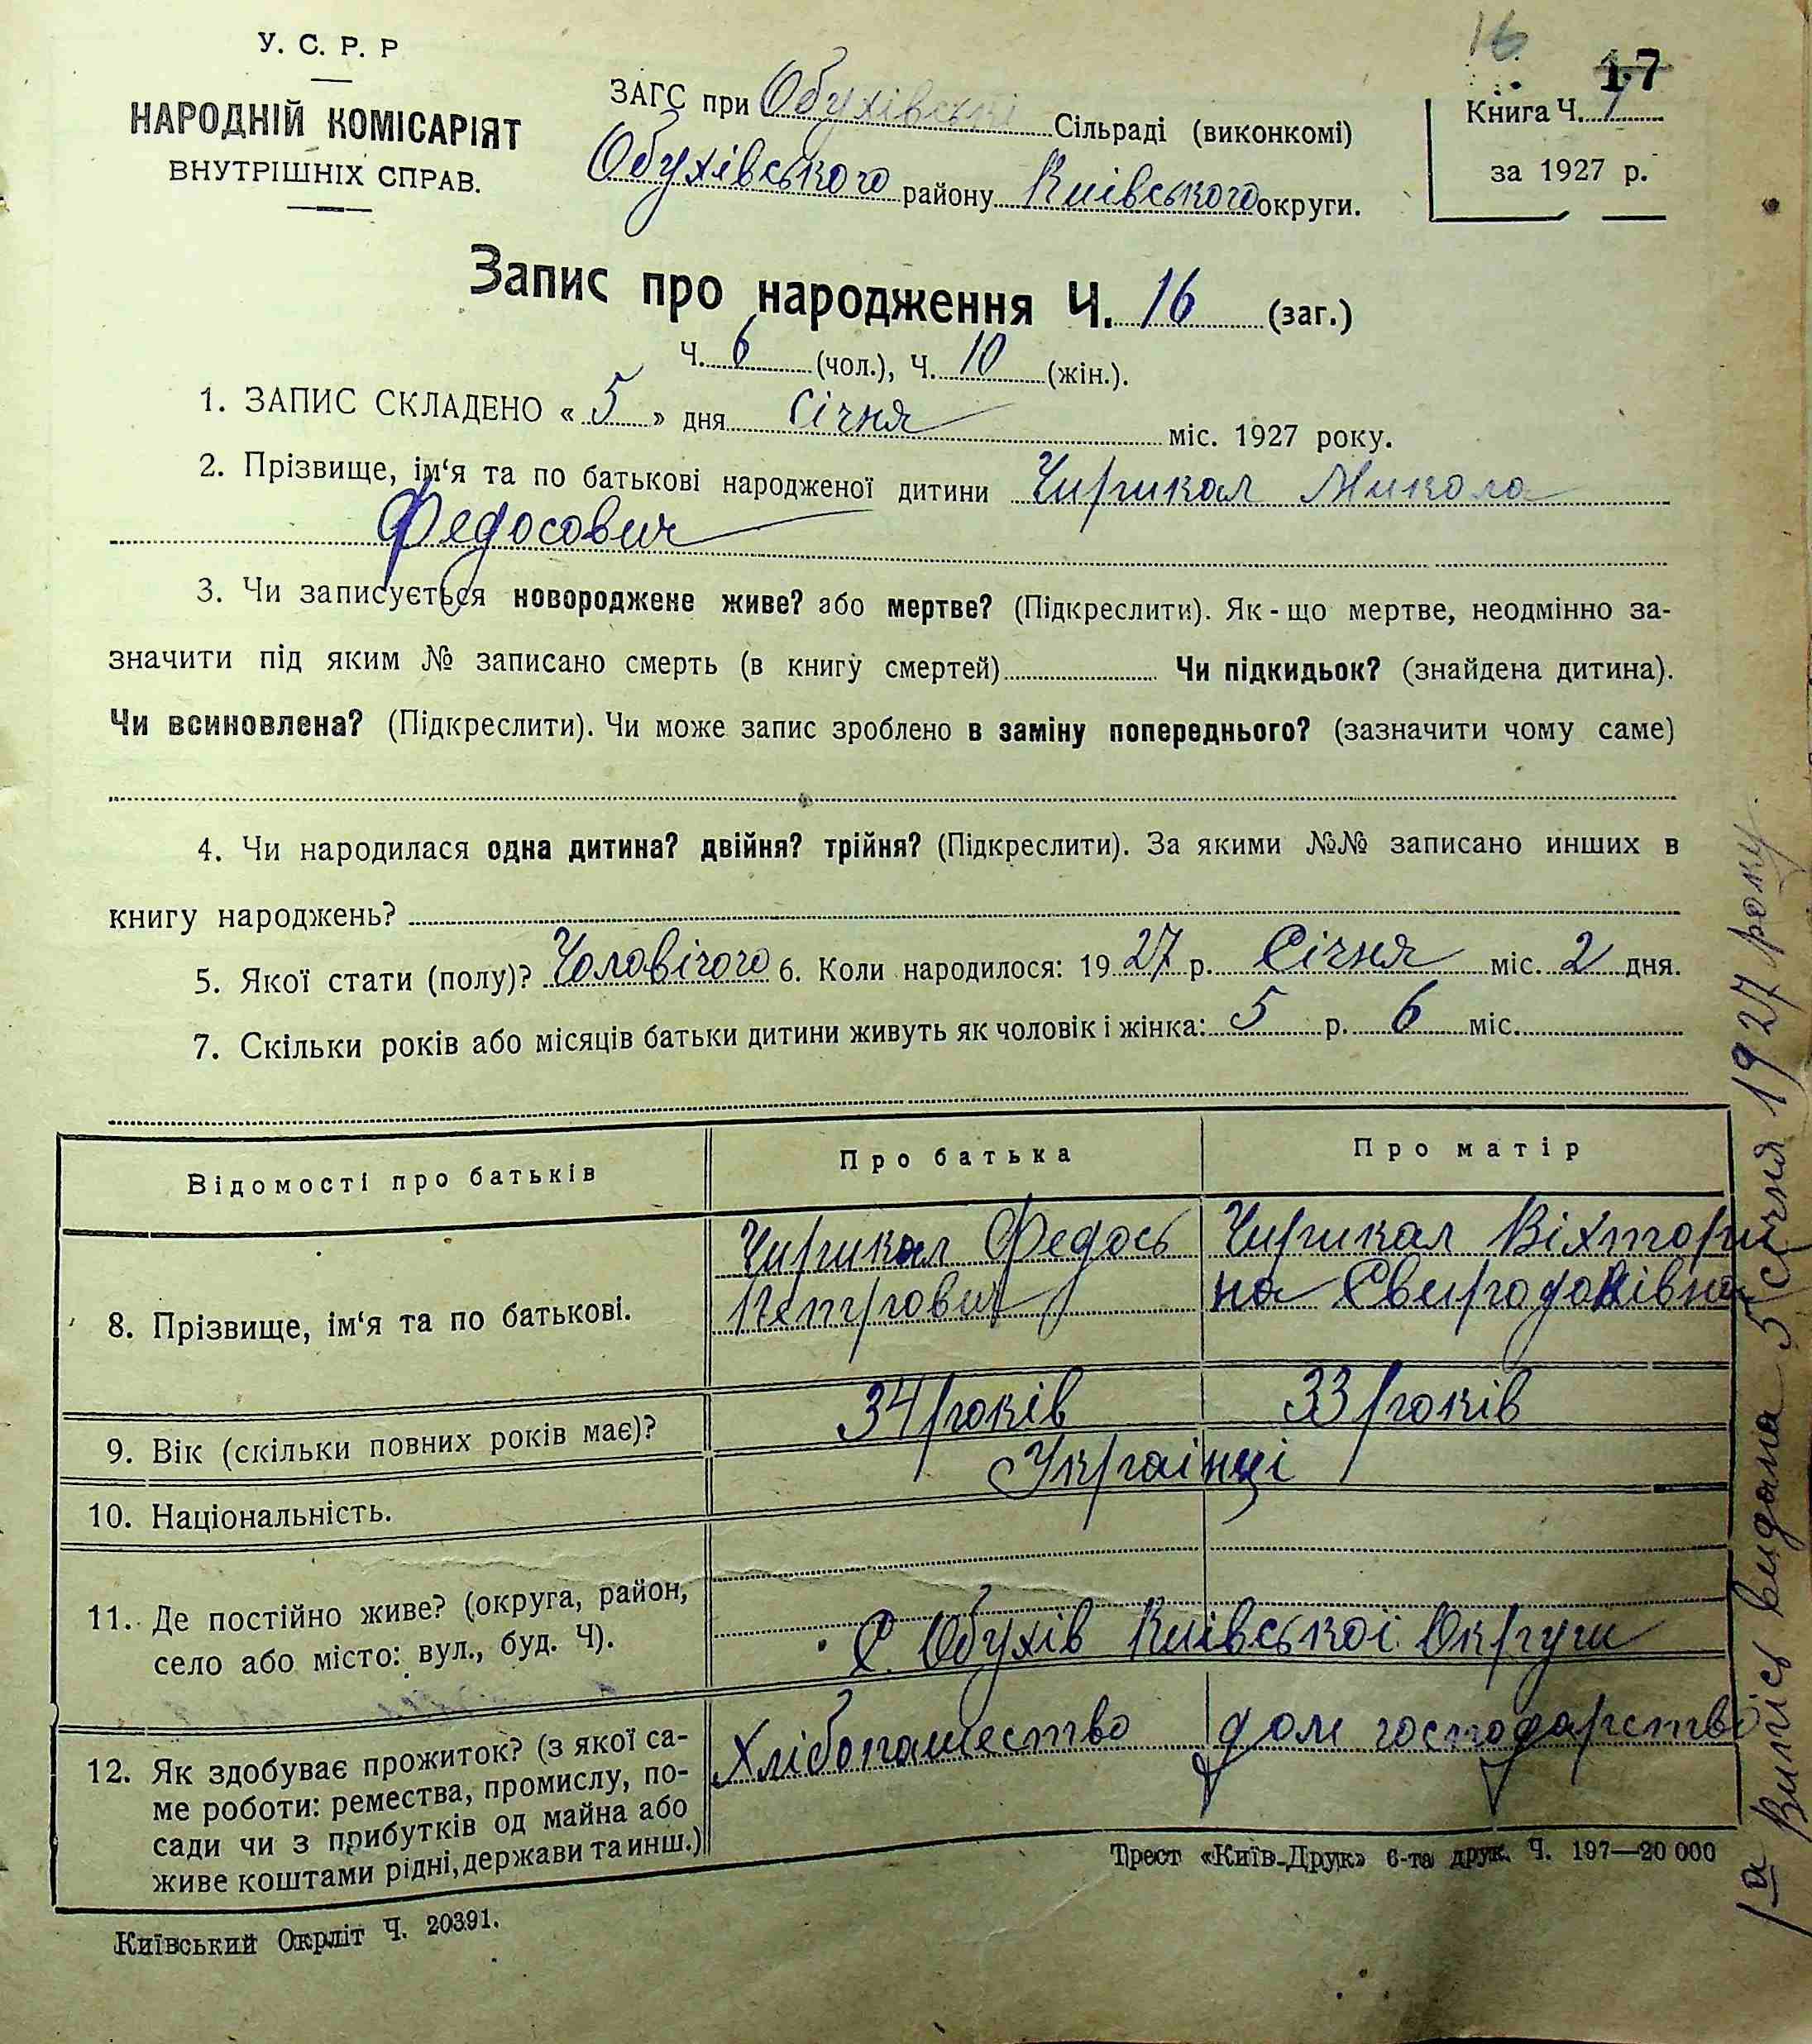 У. С. Р. Р
НАРОДНІЙ КОМІСАРІЯТ
ВНУТРІШНІХ СПРАВ.
ЗАГС при Обухівські Сільраді (виконкомі)
Обухівського району Київського округи.
16
17
Книга Ч. 1
за 1927 р.
Запис про народження Ч. 16 (заг.)
Ч. 6 (чол.), Ч. 10 (жін.).
1. ЗАПИС СКЛАДЕНО «5» дня Січня міс. 1927 року.
2. Прізвище, ім‘я та по батькові народженої дитини Чирикал Микола
Федосович
3. Чи записується новороджене живе? або мертве? (Підкреслити). Як-що мертве, неодмінно за-
значити під яким № записано смерть (в книгу смертей) Чи підкидьок? (знайдена дитина).
Чи всиновлена? (Підкреслити). Чи може запис зроблено в заміну попереднього? (зазначити чому саме)
4. Чи народилася одна дитина? двійня? трійня? (Підкреслити). За якими №№ записано инших в
книгу народжень?
5. Якої стати (полу)? Чоловічого 6. Коли народилося: 1927 р. Січня міс. 2 дня.
7. Скільки років або місяців батьки дитини живуть як чоловік і жінка: 5 р. 6 міс.
Відомості про батьків Про батька Про матір
8. Прізвище, ім‘я та по батькові.
Чирикал Федось
Петрович
Чирикал Віхтори
на
9. Вік (скільки повних років має)? 34 років 33 років
10. Національність. Українці
11. Де постійно живе? (округа, район,
село або місто: вул., буд. Ч).
С. Обухів Київської Округи
12. Як здобуває прожиток? (з якої са-
ме роботи: ремества, промислу, по-
сади чи з прибутків од майна або
живе коштами рідні, держави та инш.)
Хлібопашество дом господарство
Трест «Київ-Друк» 6-та друк. Ч. 197—20 000
Київський Окрліт Ч. 20391.
Випись видана 5 січня 1927 року